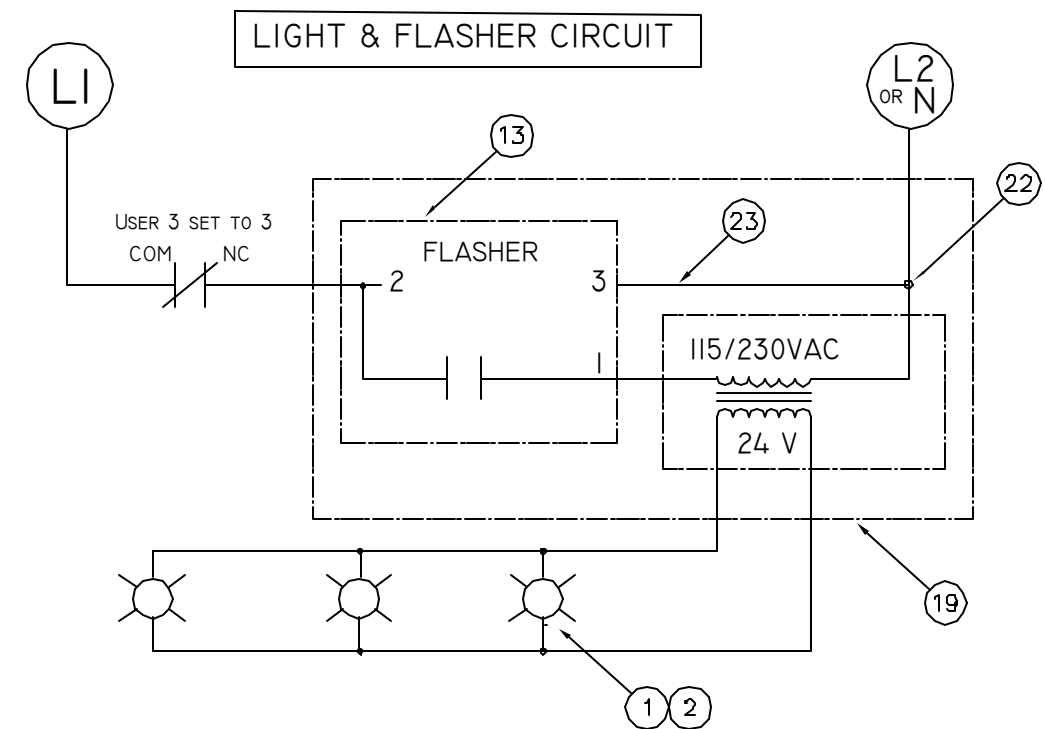 LIGHT & FLASHER CIRCUIT
L1
L2
OR N
13
22
23
USER 3 SET TO 3
COM NC
FLASHER
2 3
115/230VAC
1
24 V
19
1 2